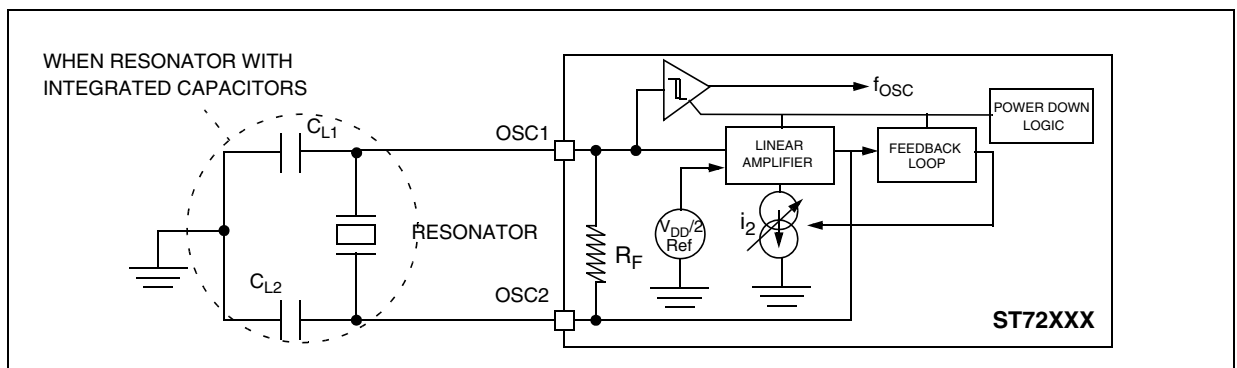 WHEN RESONATOR WITH
INTEGRATED CAPACITORS
CL1
OSC1
fOSC
POWER DOWN
LOGIC
LINEAR
AMPLIFIER
FEEDBACK
LOOP
RESONATOR
RF
VDD/2
Ref
i2
CL2
OSC2
ST72XXX